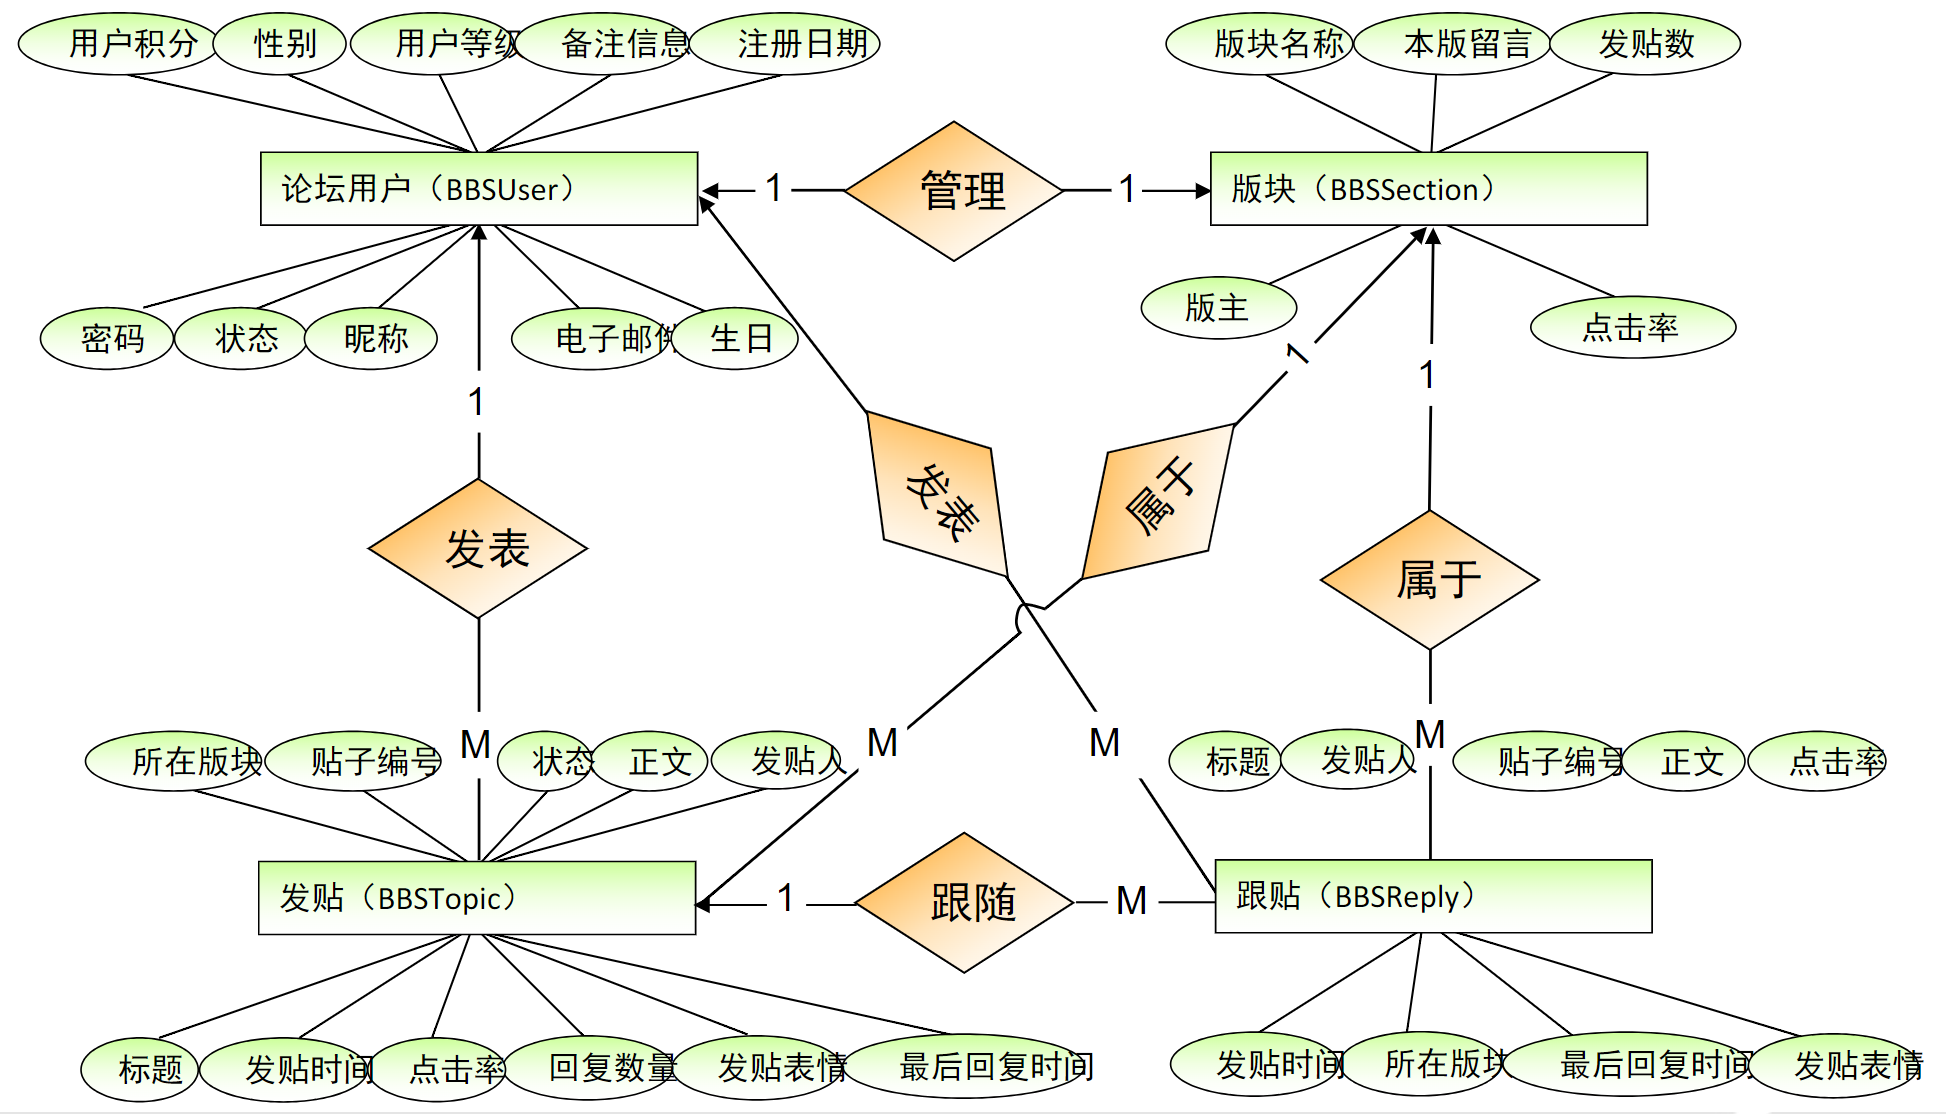 用户积分
性别
用户等级
备注信息
注册日期
版块名称
本版留言
发贴数
论坛用户（BBSUser）
1
管理
1
版块（BBSSection）
密码
状态
昵称
电子邮件
生日
版主
点击率
1
1
1
发表
属于
发表
属于
M
M
M
M
所在版块
贴子编号
状态
正文
发贴人
标题
发贴人
贴子编号
正文
点击率
发贴（BBSTopic）
1
跟随
M
跟贴（BBSReply）
标题
发贴时间
点击率
回复数量
发贴表情
最后回复时间
发贴时间
所在版块
最后回复时间
发贴表情